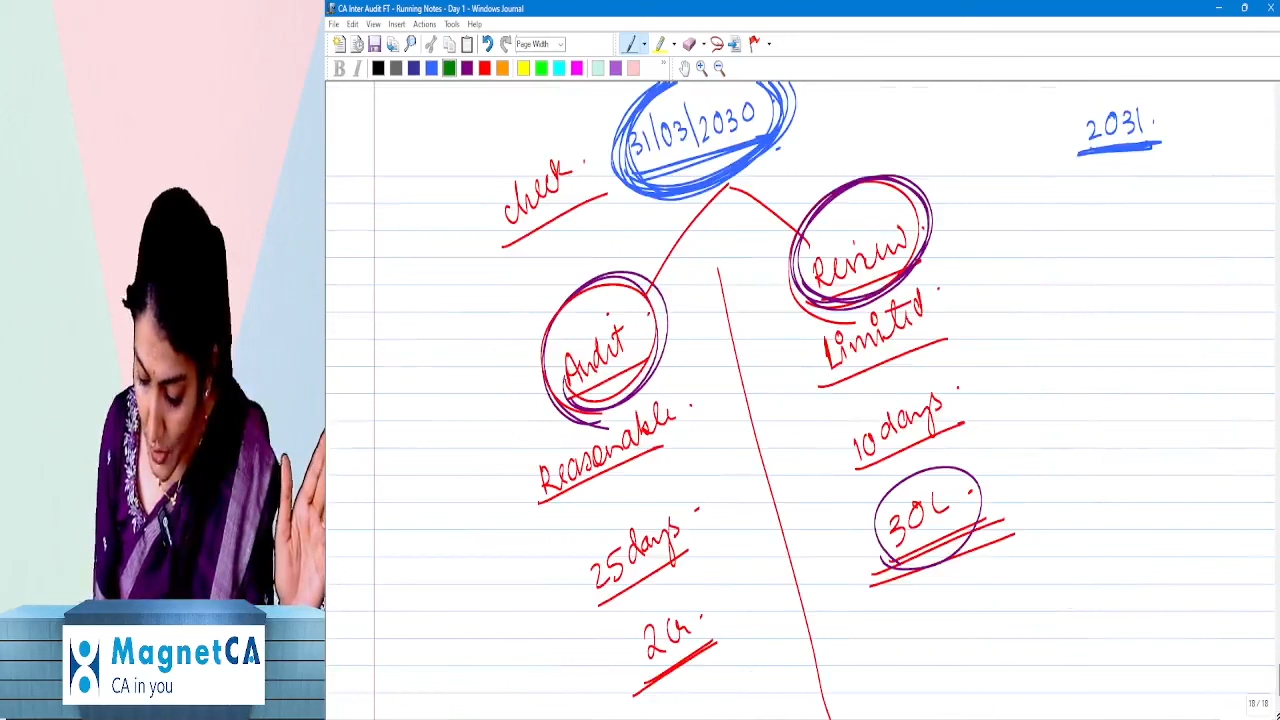 CA Inter Audit FT - Running Notes - Day 1 - Windows Journal
File Edit View Insert Actions Tools Help
Page Width
B I
31/03/2030
2031.
check.
Review
Limited
Audit
Reasonable.
10 days.
30L
25 days
2 Cr.
MagnetCA
CA in you
18 / 18